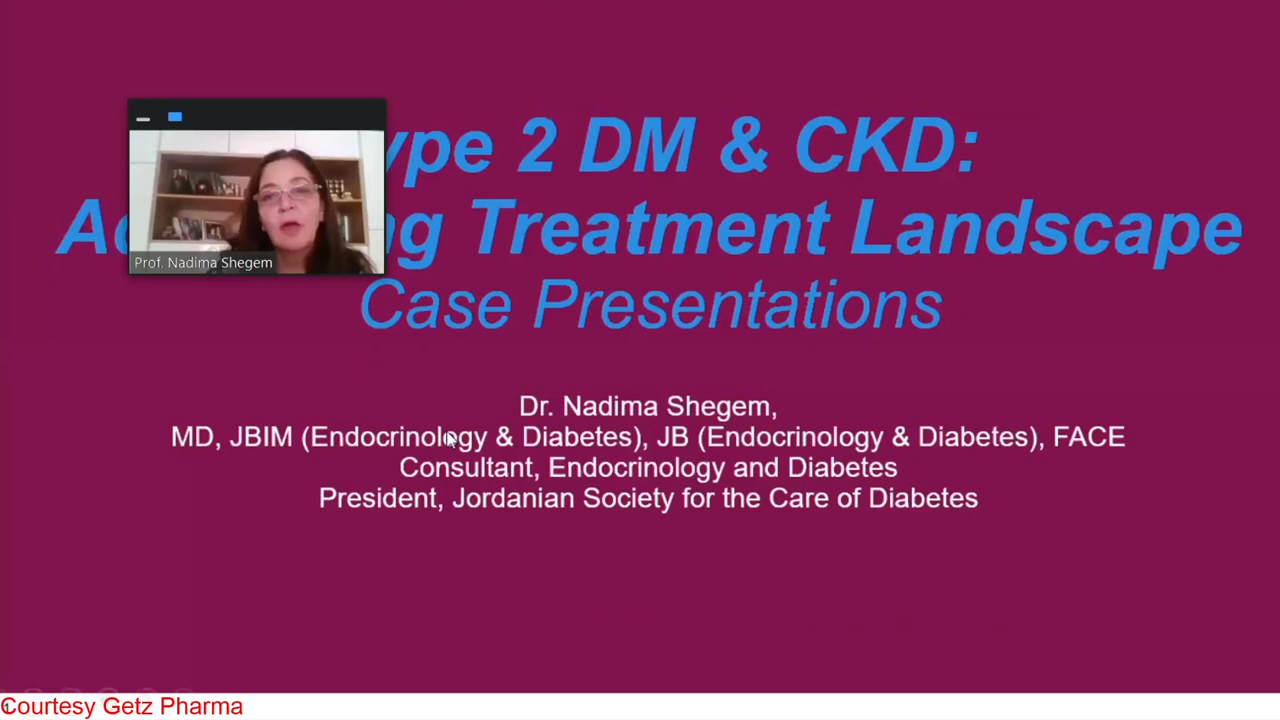 ype 2 DM & CKD:
Treatment Landscape
Case Presentations
Prof. Nadima Shegem
Dr. Nadima Shegem,
MD, JBIM (Endocrinology & Diabetes), JB (Endocrinology & Diabetes), FACE
Consultant, Endocrinology and Diabetes
President, Jordanian Society for the Care of Diabetes
Courtesy Getz Pharma